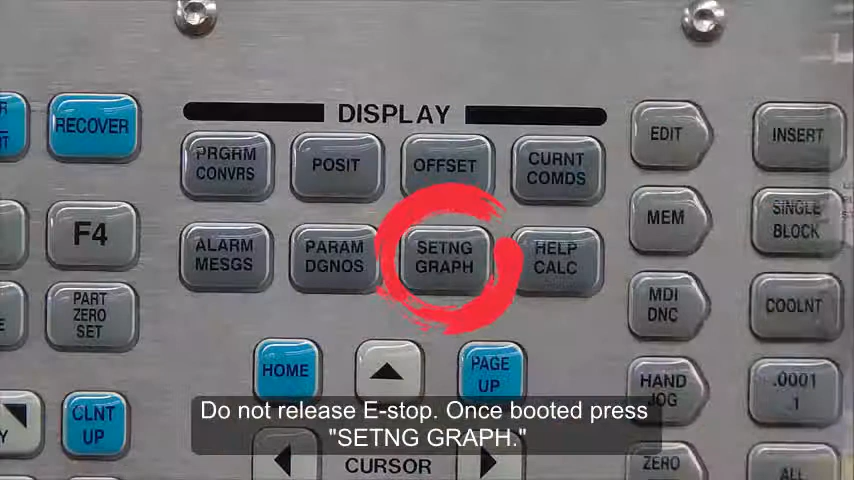 DISPLAY
RECOVER
PRGRM
CONVRS
POSIT
OFFSET
CURNT
COMDS
EDIT
INSERT
F4
ALARM
MESGS
PARAM
DGNOS
SETNG
GRAPH
HELP
CALC
MEM
SINGLE
BLOCK
PART
ZERO
SET
MDI
DNC
COOLNT
HOME
PAGE
UP
HAND
JOG
.0001
.1
CLNT
UP
Do not release E-stop. Once booted press
"SETNG GRAPH."
CURSOR
ZERO
ALL